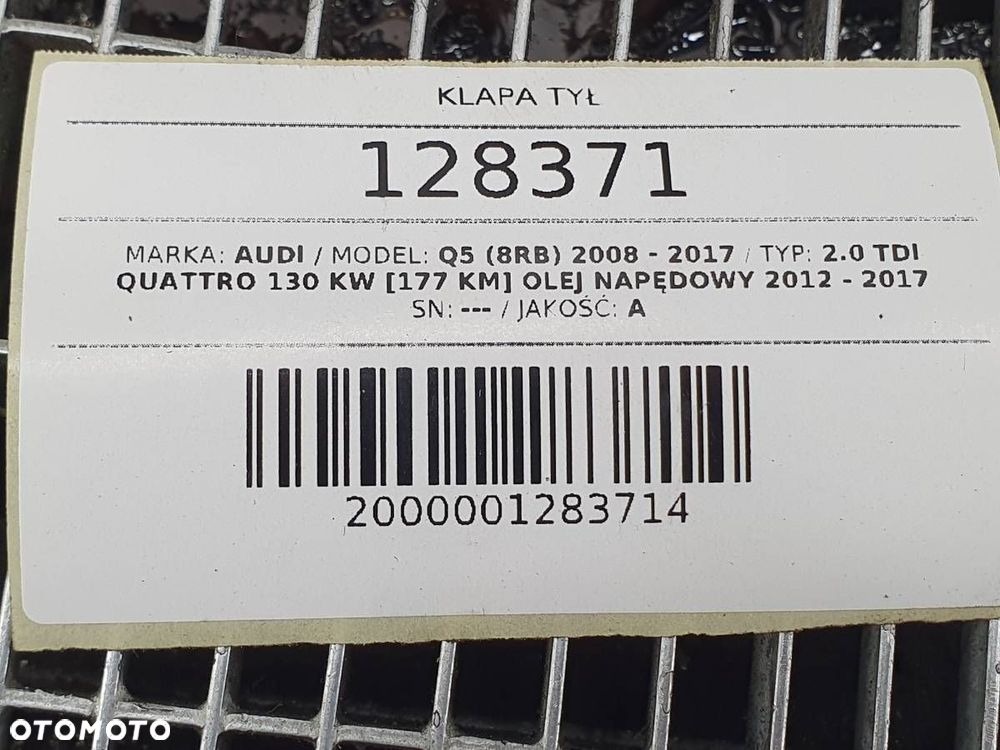 KLAPA TYŁ
128371
MARKA: AUDI / MODEL: Q5 (8RB) 2008 - 2017 / TYP: 2.0 TDI
QUATTRO 130 KW [177 KM] OLEJ NAPĘDOWY 2012 - 2017
SN: --- / JAKOŚĆ: A
2000001283714
OTOMOTO